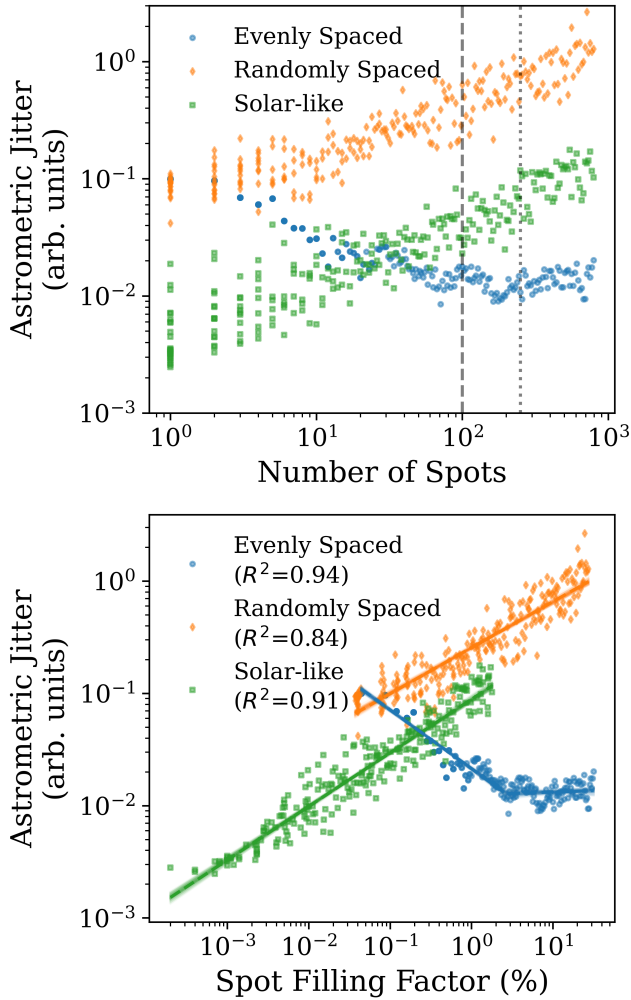 Evenly Spaced
Randomly Spaced
Solar-like
10⁰
10⁻¹
10⁻²
10⁻³
Astrometric Jitter
(arb. units)
10⁰
10¹
10²
10³
Number of Spots
Evenly Spaced
(R²=0.94)
Randomly Spaced
(R²=0.84)
Solar-like
(R²=0.91)
10⁰
10⁻¹
10⁻²
10⁻³
Astrometric Jitter
(arb. units)
10⁻³
10⁻²
10⁻¹
10⁰
10¹
Spot Filling Factor (%)